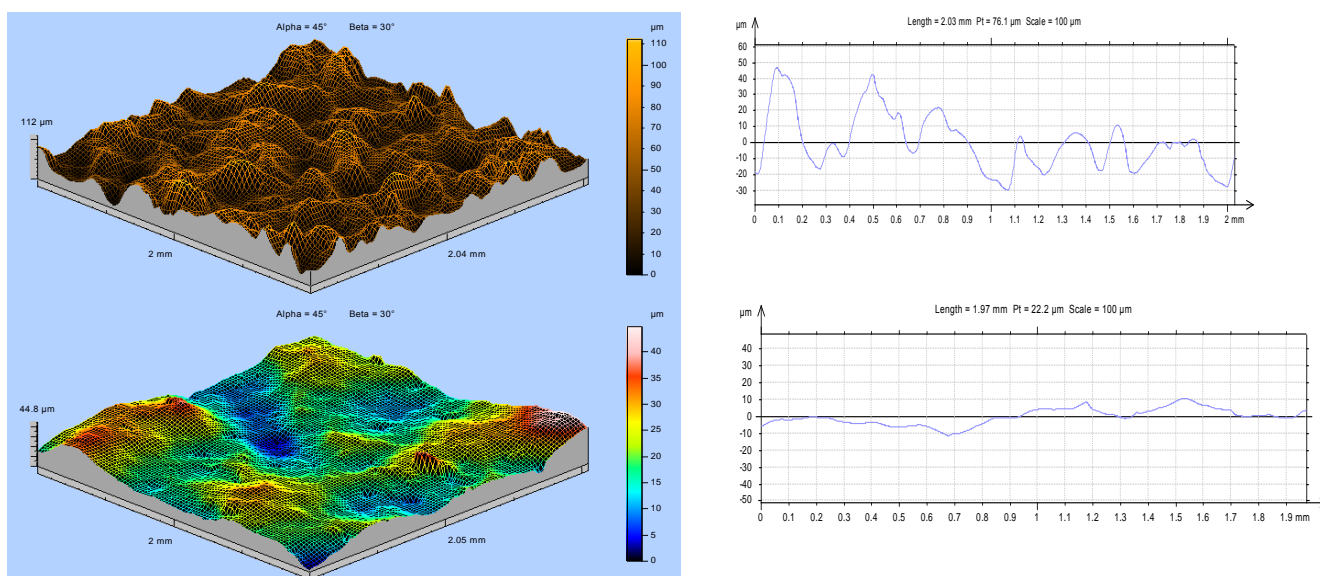 Alpha = 45° Beta = 30°
µm
110
100
90
80
70
60
50
40
30
20
10
0
112 µm
2 mm
2.04 mm
Alpha = 45° Beta = 30°
µm
40
35
30
25
20
15
10
5
0
44.8 µm
2 mm
2.05 mm
Length = 2.03 mm Pt = 76.1 µm Scale = 100 µm
µm
60
50
40
30
20
10
0
-10
-20
-30
0 0.1 0.2 0.3 0.4 0.5 0.6 0.7 0.8 0.9 1 1.1 1.2 1.3 1.4 1.5 1.6 1.7 1.8 1.9 2 mm
Length = 1.97 mm Pt = 22.2 µm Scale = 100 µm
µm
40
30
20
10
0
-10
-20
-30
-40
-50
0 0.1 0.2 0.3 0.4 0.5 0.6 0.7 0.8 0.9 1 1.1 1.2 1.3 1.4 1.5 1.6 1.7 1.8 1.9 mm